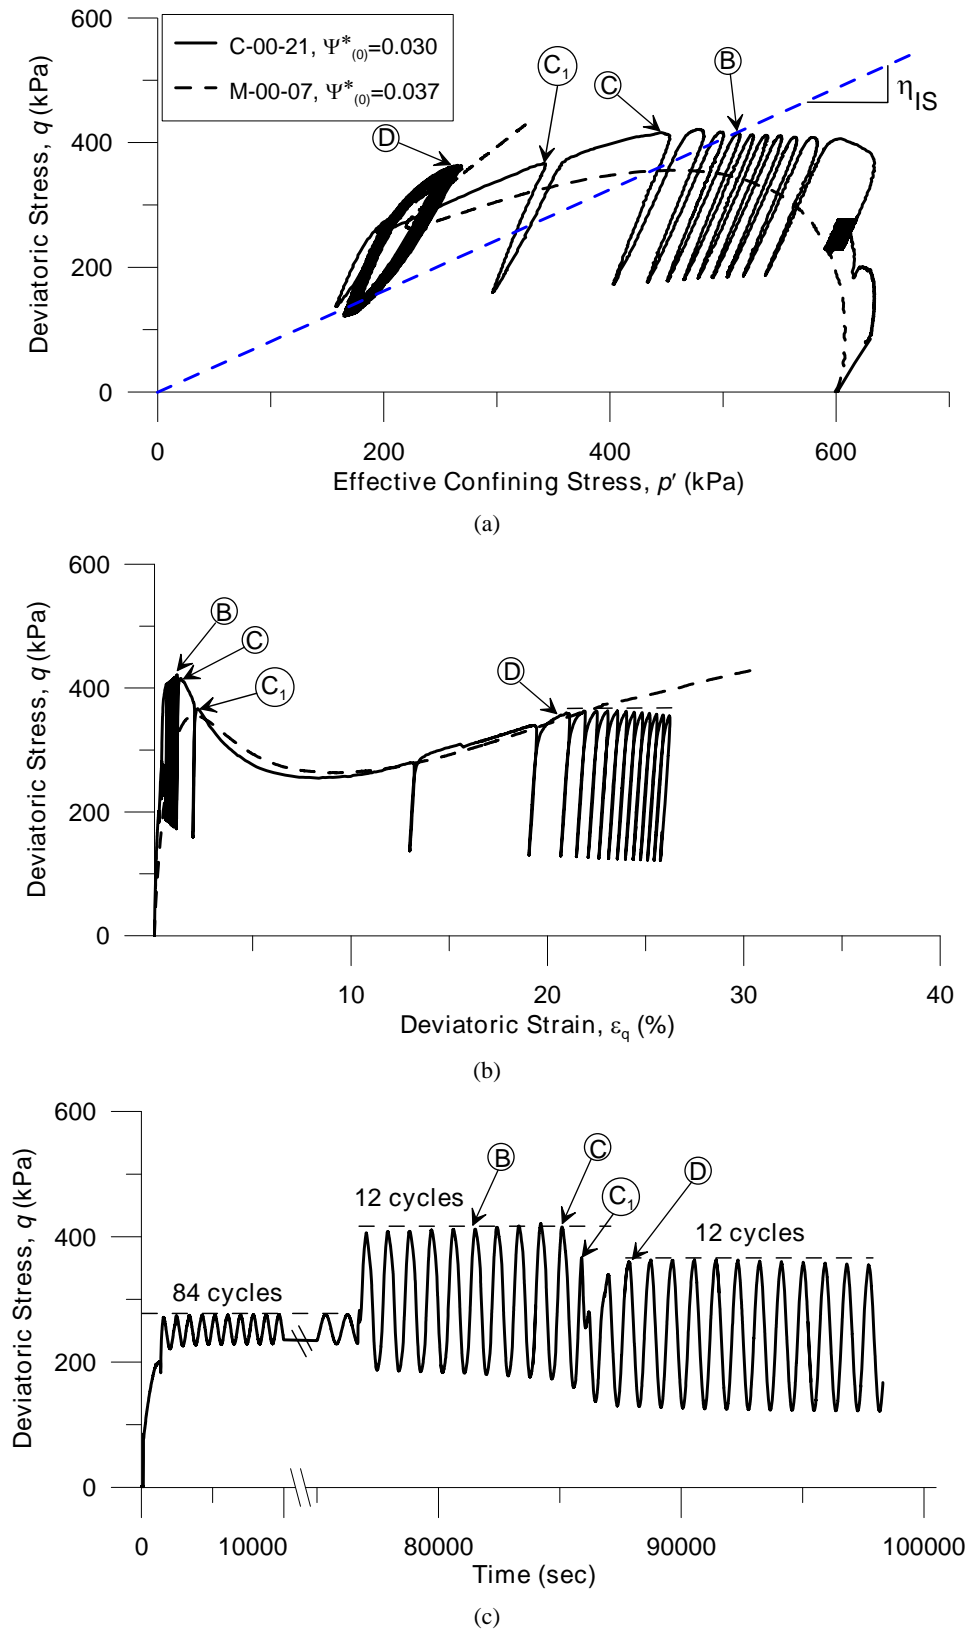 600
C-00-21, Ψ*(0)=0.030
M-00-07, Ψ*(0)=0.037
C1
B
C
D
ηIS
400
200
0
Deviatoric Stress, q (kPa)
0 200 400 600
Effective Confining Stress, p' (kPa)
(a)
600
B
C
C1
D
400
200
0
Deviatoric Stress, q (kPa)
10 20 30 40
Deviatoric Strain, εq (%)
(b)
600
B
C
C1
D
12 cycles
12 cycles
400
84 cycles
200
0
Deviatoric Stress, q (kPa)
0 10000 80000 90000 100000
Time (sec)
(c)